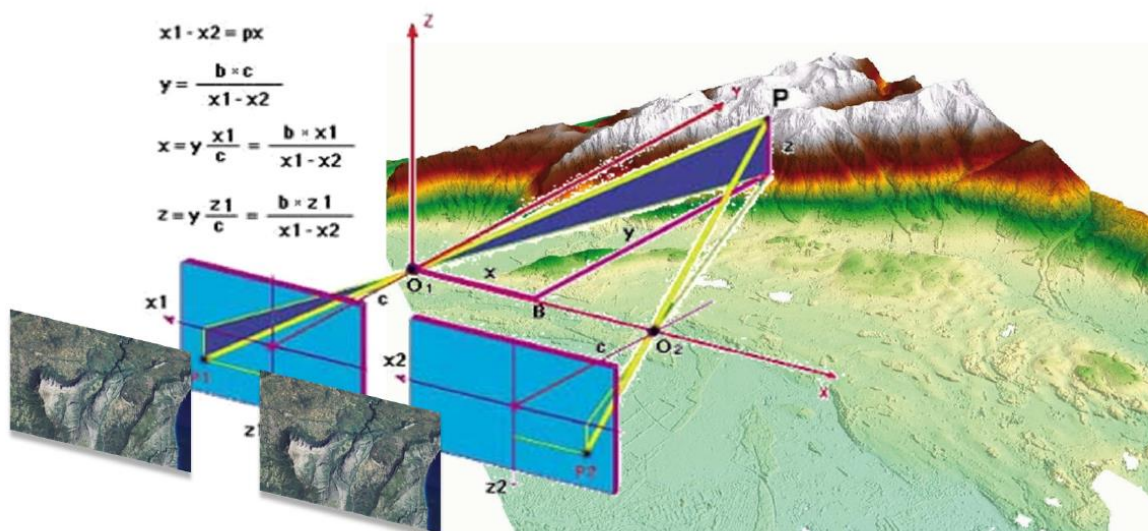 x1 - x2 = px
y = b × c / x1 - x2
x = y x1 / c = b × x1 / x1 - x2
z = y z1 / c = b × z1 / x1 - x2
Z
Y
P
z
y
x
O1
B
O2
X
c
c
x1
P1
x2
P2
z2